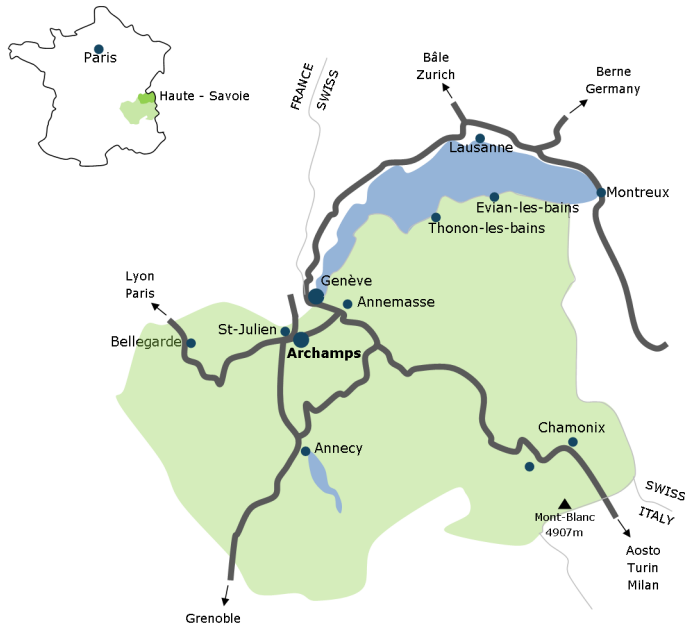 Paris
Haute - Savoie
FRANCE
SWISS
Bâle
Zurich
Berne
Germany
Lausanne
Montreux
Evian-les-bains
Thonon-les-bains
Genève
Annemasse
Lyon
Paris
St-Julien
Bellegarde
Archamps
Annecy
Chamonix
SWISS
ITALY
Mont-Blanc
4907m
Aosto
Turin
Milan
Grenoble